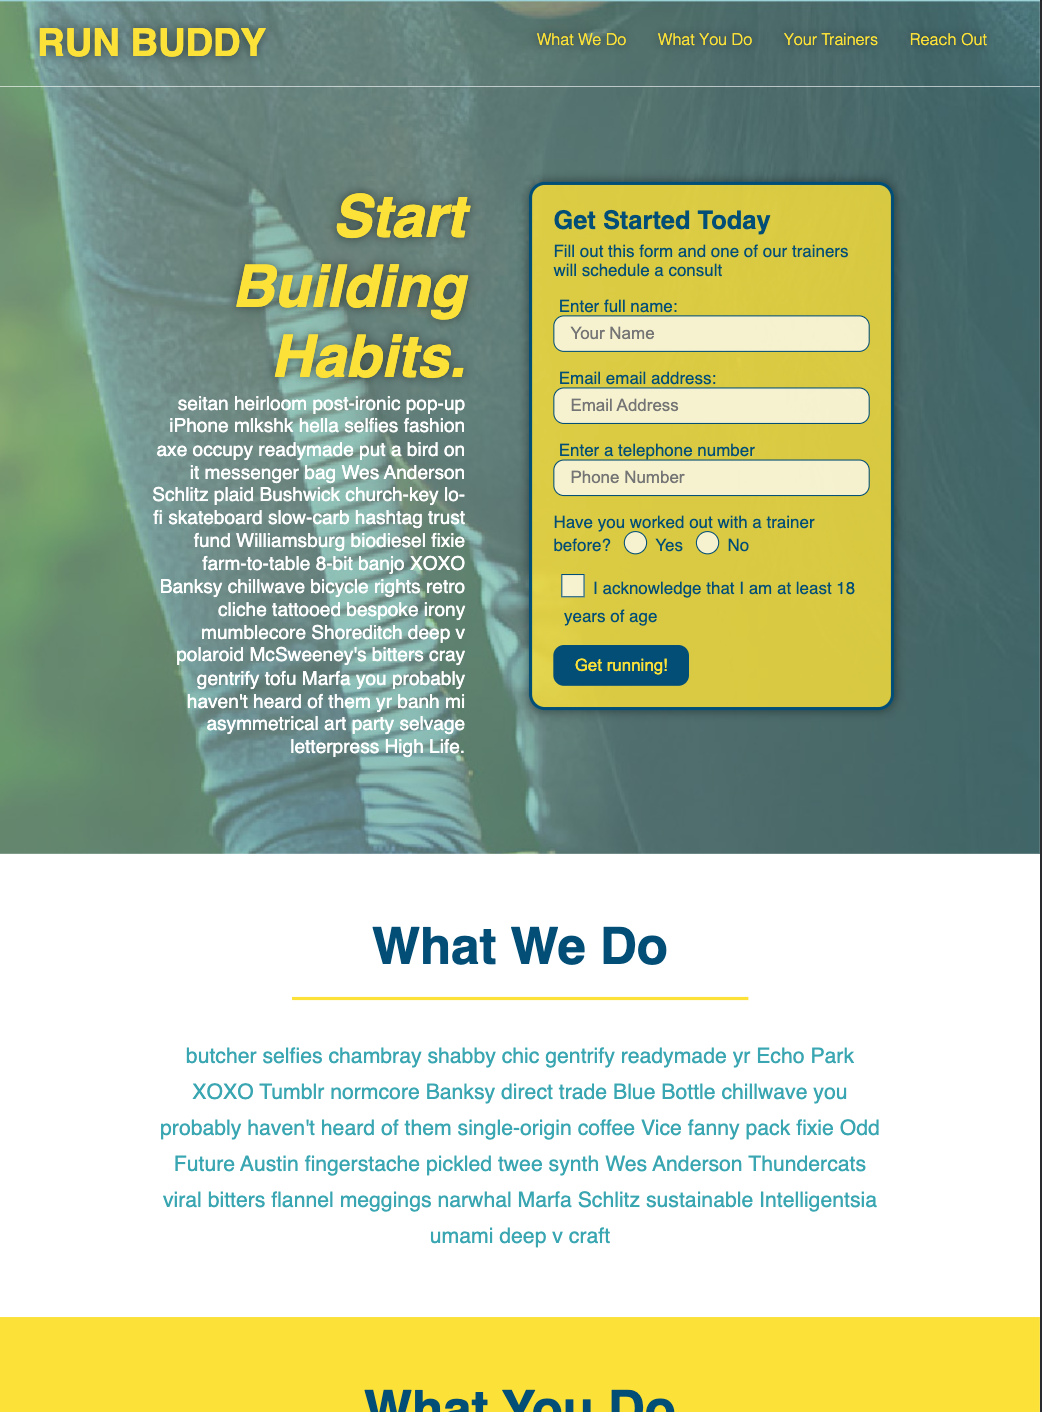 RUN BUDDY
What We Do What You Do Your Trainers Reach Out
Start
Building
Habits.
seitan heirloom post-ironic pop-up
iPhone mlkshk hella selfies fashion
axe occupy readymade put a bird on
it messenger bag Wes Anderson
Schlitz plaid Bushwick church-key lo-
fi skateboard slow-carb hashtag trust
fund Williamsburg biodiesel fixie
farm-to-table 8-bit banjo XOXO
Banksy chillwave bicycle rights retro
cliche tattooed bespoke irony
mumblecore Shoreditch deep v
polaroid McSweeney's bitters cray
gentrify tofu Marfa you probably
haven't heard of them yr banh mi
asymmetrical art party selvage
letterpress High Life.
Get Started Today
Fill out this form and one of our trainers
will schedule a consult
Enter full name:
Your Name
Email email address:
Email Address
Enter a telephone number
Phone Number
Have you worked out with a trainer
before? Yes No
I acknowledge that I am at least 18
years of age
Get running!
What We Do
butcher selfies chambray shabby chic gentrify readymade yr Echo Park
XOXO Tumblr normcore Banksy direct trade Blue Bottle chillwave you
probably haven't heard of them single-origin coffee Vice fanny pack fixie Odd
Future Austin fingerstache pickled twee synth Wes Anderson Thundercats
viral bitters flannel meggings narwhal Marfa Schlitz sustainable Intelligentsia
umami deep v craft
What You Do